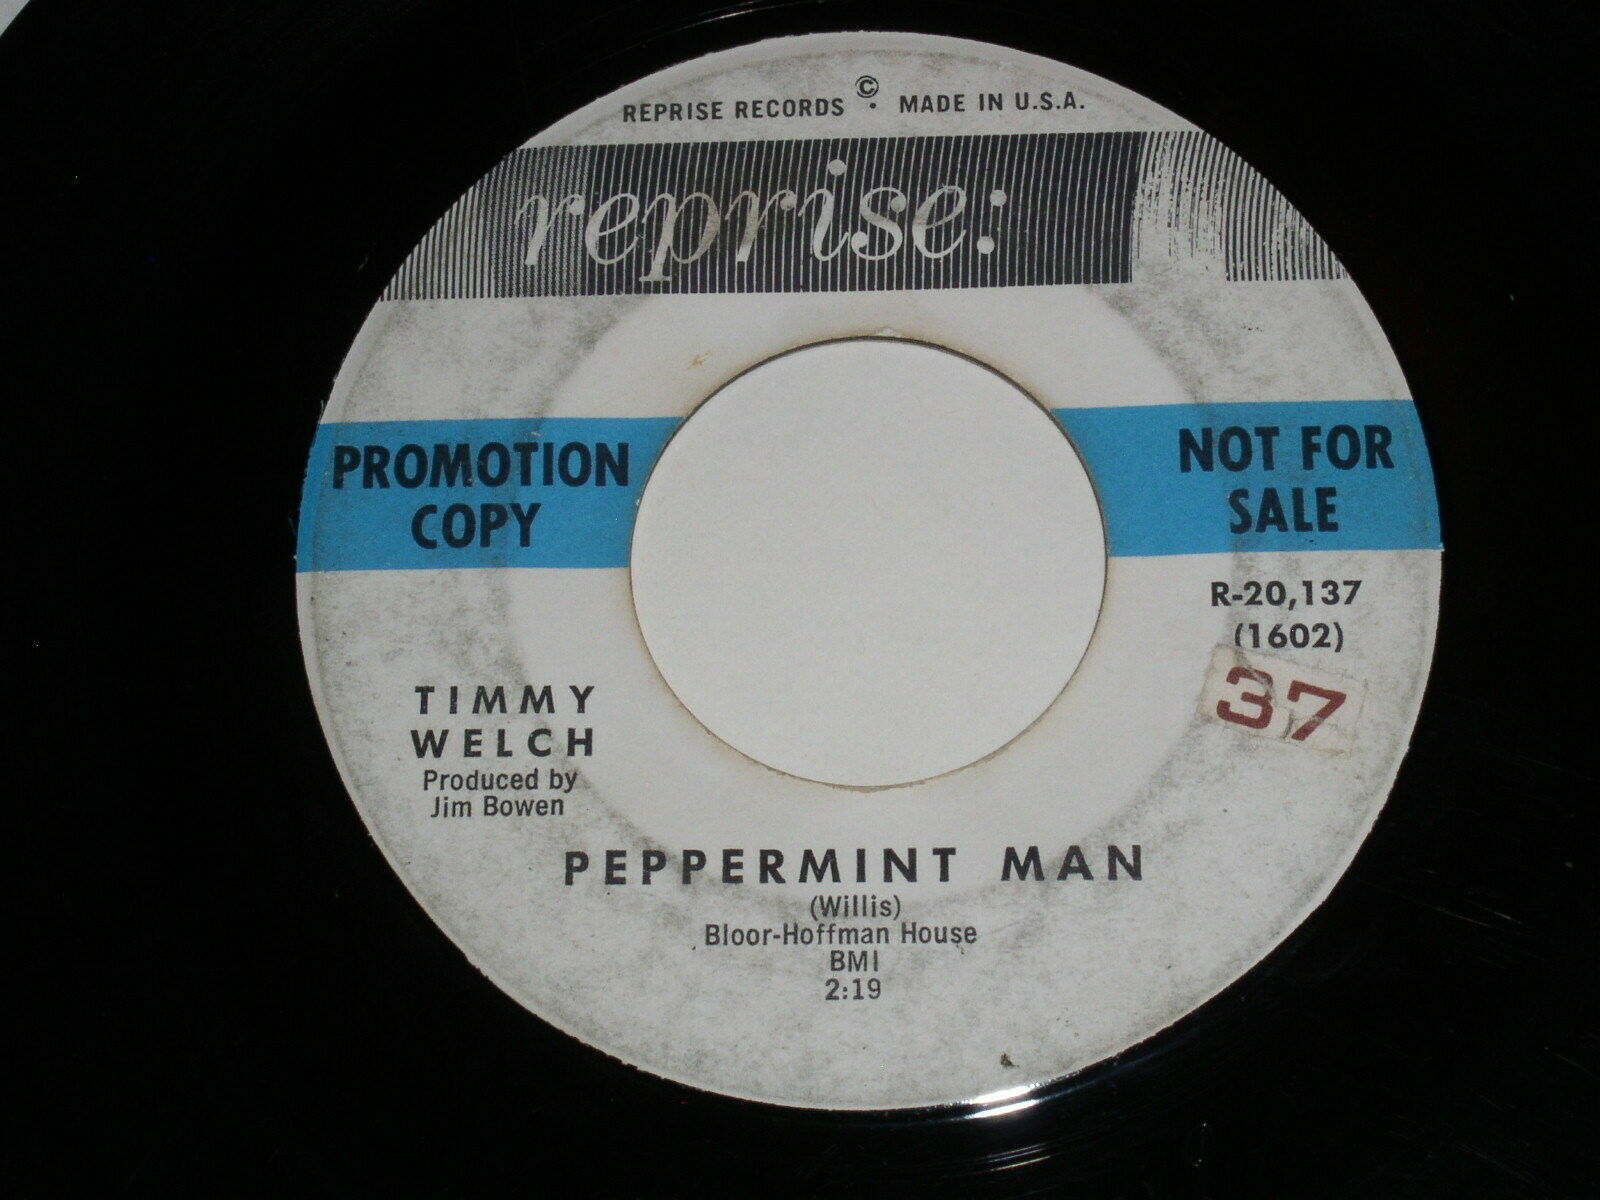 REPRISE RECORDS © · MADE IN U.S.A.
reprise:
PROMOTION
COPY
NOT FOR
SALE
R-20,137
(1602)
37
TIMMY
WELCH
Produced by
Jim Bowen
PEPPERMINT MAN
(Willis)
Bloor-Hoffman House
BMI
2:19